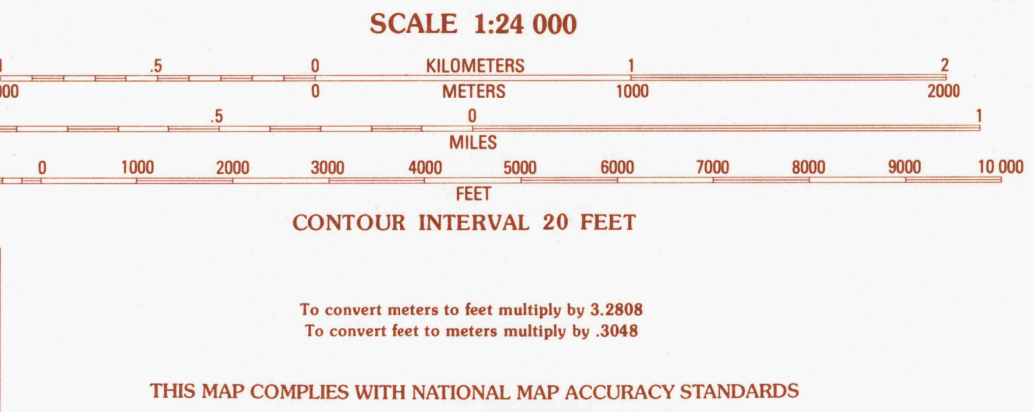 SCALE 1:24 000
.5 0 KILOMETERS 1 2
0 METERS 1000 2000
.5 0 1
MILES
0 1000 2000 3000 4000 5000 6000 7000 8000 9000 10 000
FEET
CONTOUR INTERVAL 20 FEET
To convert meters to feet multiply by 3.2808
To convert feet to meters multiply by .3048
THIS MAP COMPLIES WITH NATIONAL MAP ACCURACY STANDARDS